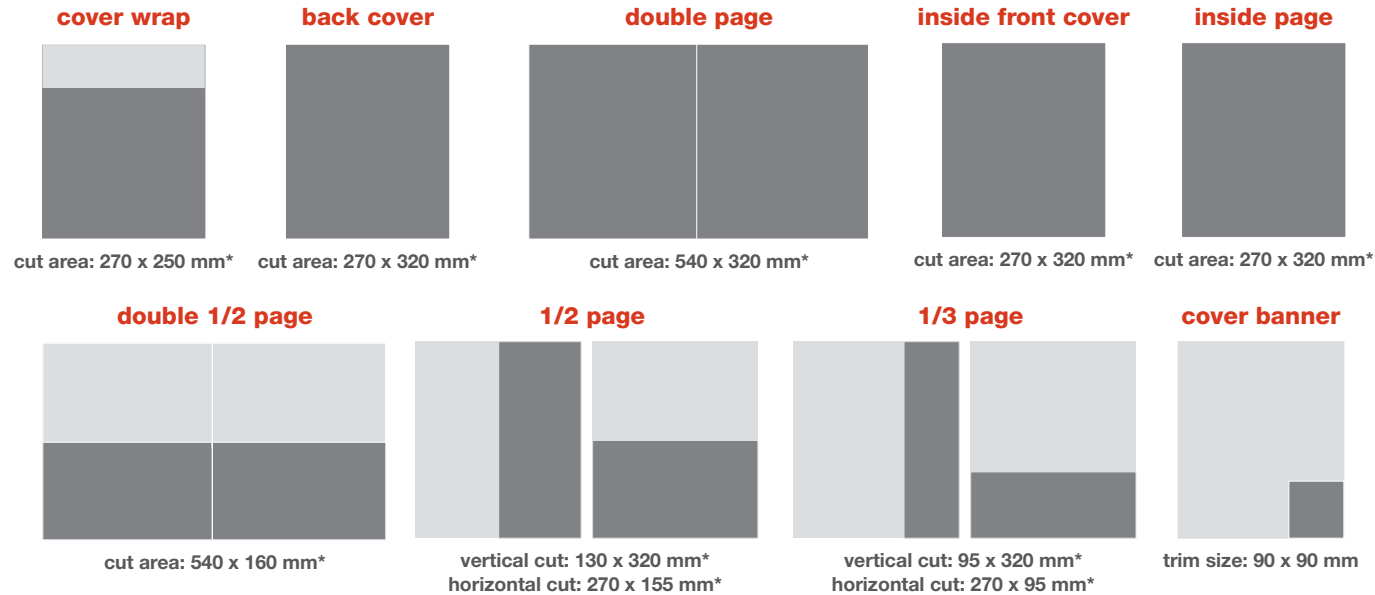 cover wrap
back cover
double page
inside front cover
inside page
cut area: 270 x 250 mm*
cut area: 270 x 320 mm*
cut area: 540 x 320 mm*
cut area: 270 x 320 mm*
cut area: 270 x 320 mm*
double 1/2 page
1/2 page
1/3 page
cover banner
cut area: 540 x 160 mm*
vertical cut: 130 x 320 mm*
horizontal cut: 270 x 155 mm*
vertical cut: 95 x 320 mm*
horizontal cut: 270 x 95 mm*
trim size: 90 x 90 mm